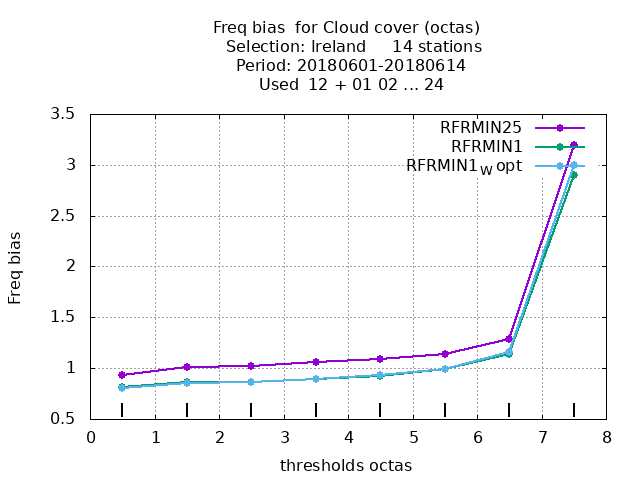 Freq bias for Cloud cover (octas)
Selection: Ireland 14 stations
Period: 20180601-20180614
Used 12 + 01 02 ... 24
RFRMIN25
RFRMIN1
RFRMIN1W opt
3.5
3
2.5
2
1.5
1
0.5
Freq bias
0 1 2 3 4 5 6 7 8
thresholds octas